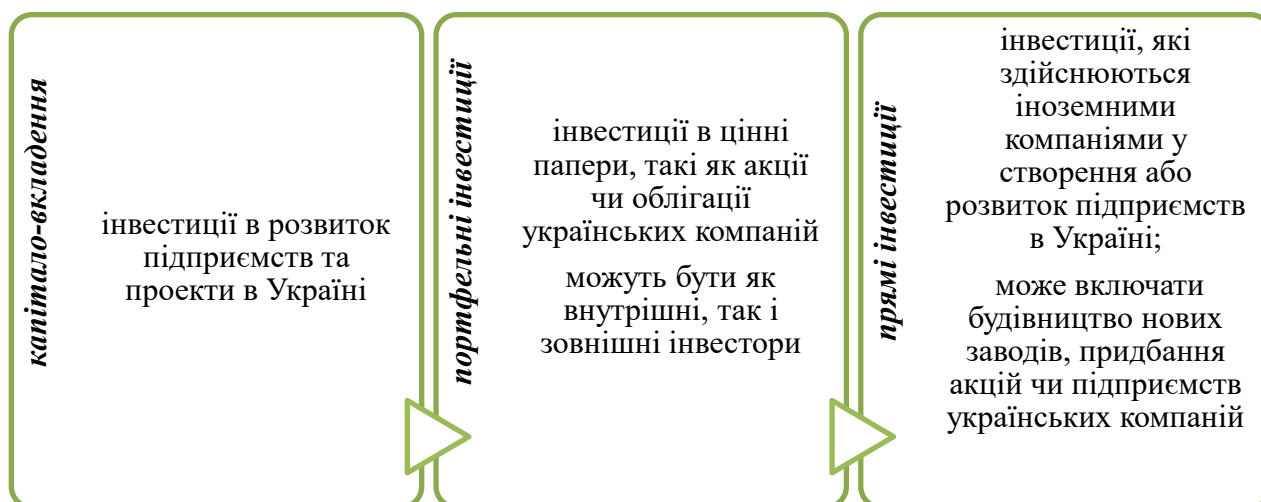 капітало-вкладення
інвестиції в розвиток
підприємств та
проекти в Україні
портфельні інвестиції
інвестиції в цінні
папери, такі як акції
чи облігації
українських компаній
можуть бути як
внутрішні, так і
зовнішні інвестори
прямі інвестиції
інвестиції, які
здійснюються
іноземними
компаніями у
створення або
розвиток підприємств
в Україні;
може включати
будівництво нових
заводів, придбання
акцій чи підприємств
українських компаній